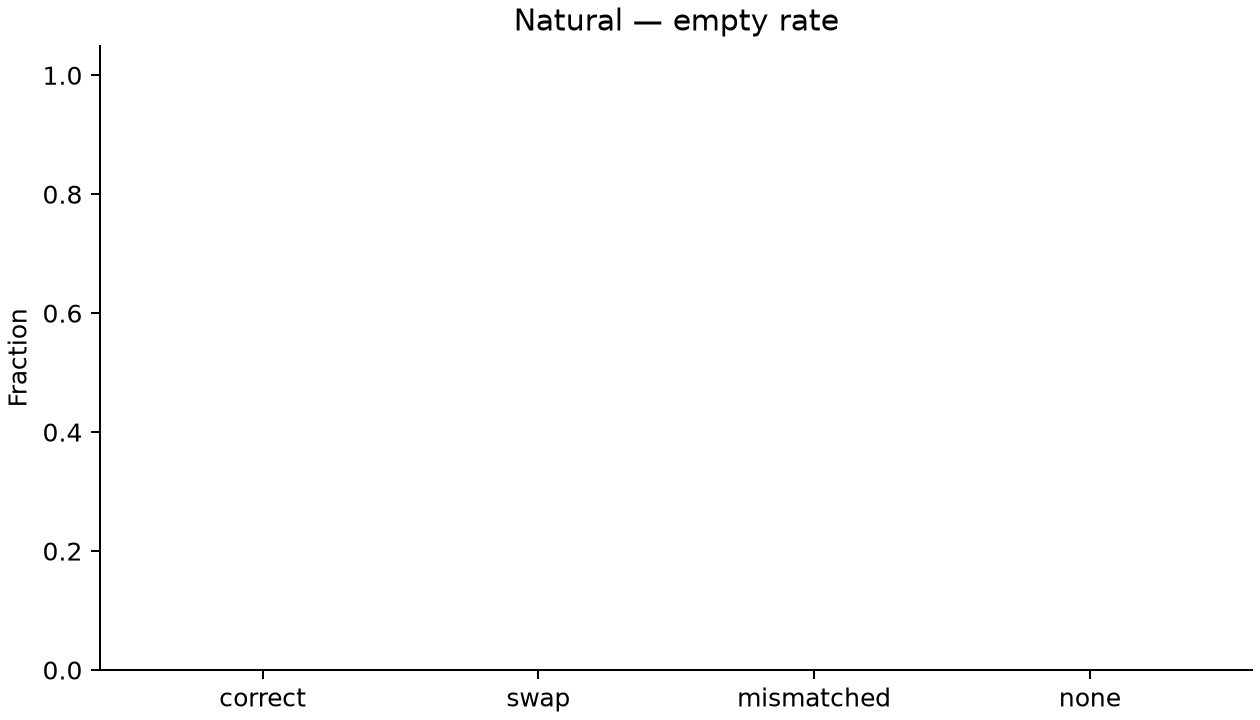 Natural — empty rate
1.0
0.8
0.6
0.4
0.2
0.0
Fraction
correct
swap
mismatched
none